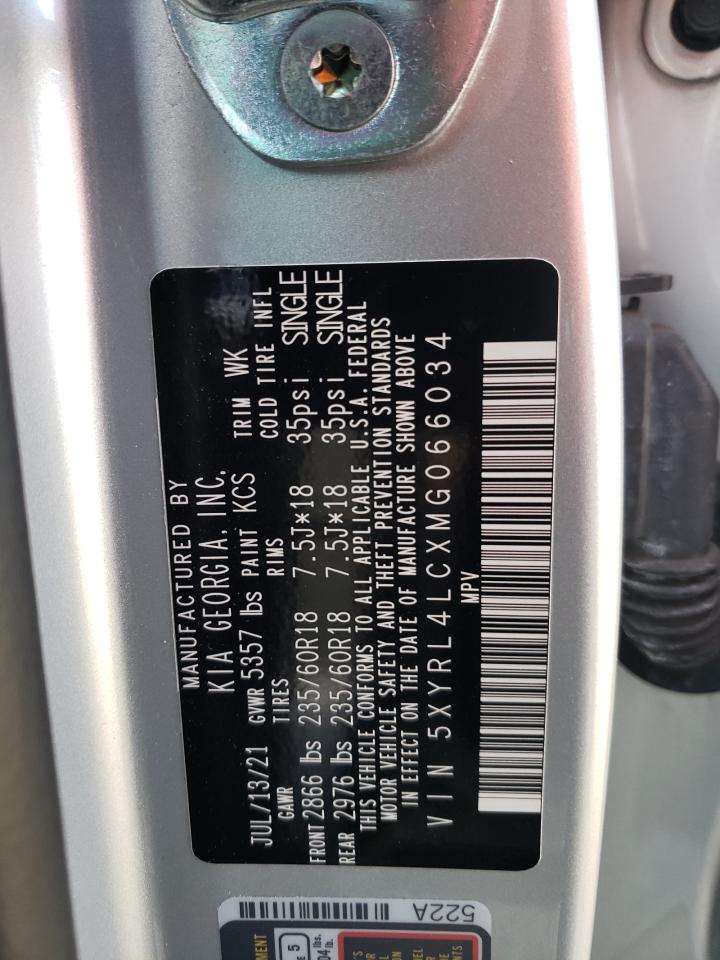 MANUFACTURED BY
KIA GEORGIA. INC.
JUL/13/21 GVWR 5357 lbs PAINT KCS TRIM WK
GAWR TIRES RIMS COLD TIRE INFL
FRONT 2866 lbs 235/60R18 7.5J*18 35psi SINGLE
REAR 2976 lbs 235/60R18 7.5J*18 35psi SINGLE
THIS VEHICLE CONFORMS TO ALL APPLICABLE U.S.A. FEDERAL
MOTOR VEHICLE SAFETY AND THEFT PREVENTION STANDARDS
IN EFFECT ON THE DATE OF MANUFACTURE SHOWN ABOVE
VIN 5XYRL4LCXMG066034
MPV
522A
5
lbs.
lb.